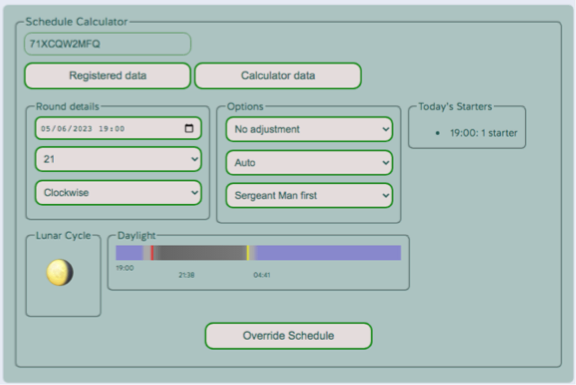 Schedule Calculator
71XCQW2MFQ
Registered data
Calculator data
Round details
05/06/2023 19:00
21
Clockwise
Options
No adjustment
Auto
Sergeant Man first
Today's Starters
19:00: 1 starter
Lunar Cycle
Daylight
19:00
21:38
04:41
Override Schedule